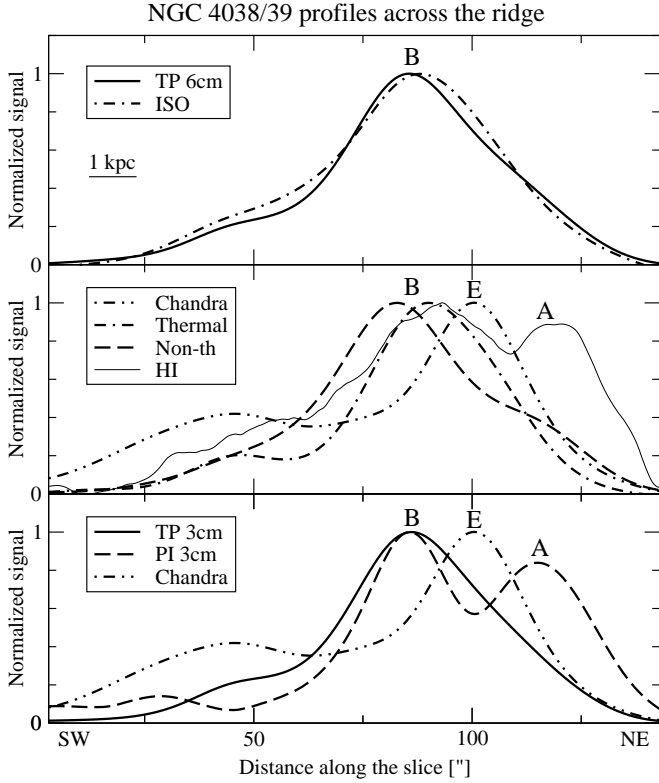 NGC 4038/39 profiles across the ridge
B
1
TP 6cm
ISO
1 kpc
Normalized signal
0
B
E
A
1
Chandra
Thermal
Non-th
HI
Normalized signal
0
B
E
A
1
TP 3cm
PI 3cm
Chandra
Normalized signal
0
SW
50
100
NE
Distance along the slice ["]